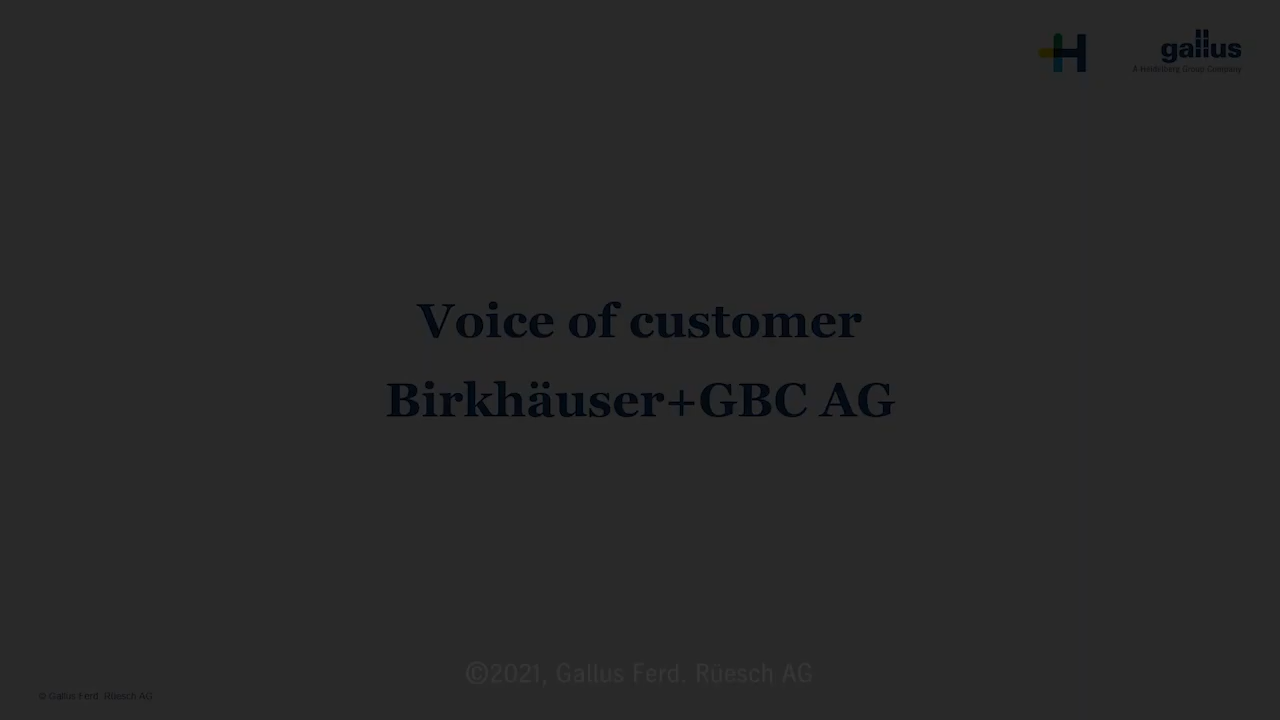 gallus
A Heidelberg Group Company
Voice of customer
Birkhäuser+GBC AG
©2021, Gallus Ferd. Rüesch AG
© Gallus Ferd. Rüesch AG